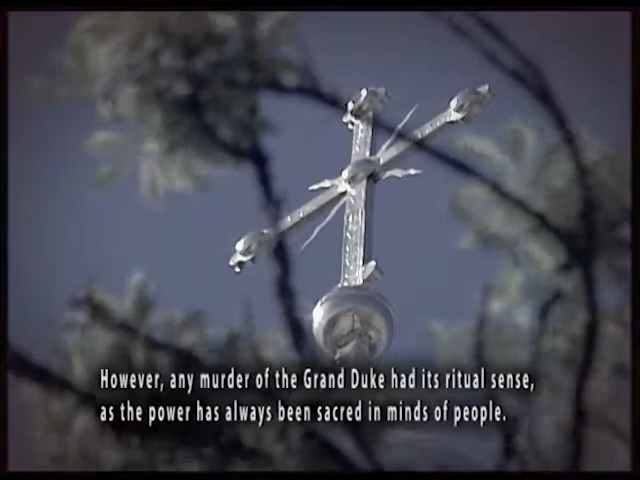 However, any murder of the Grand Duke had its ritual sense,
as the power has always been sacred in minds of people.